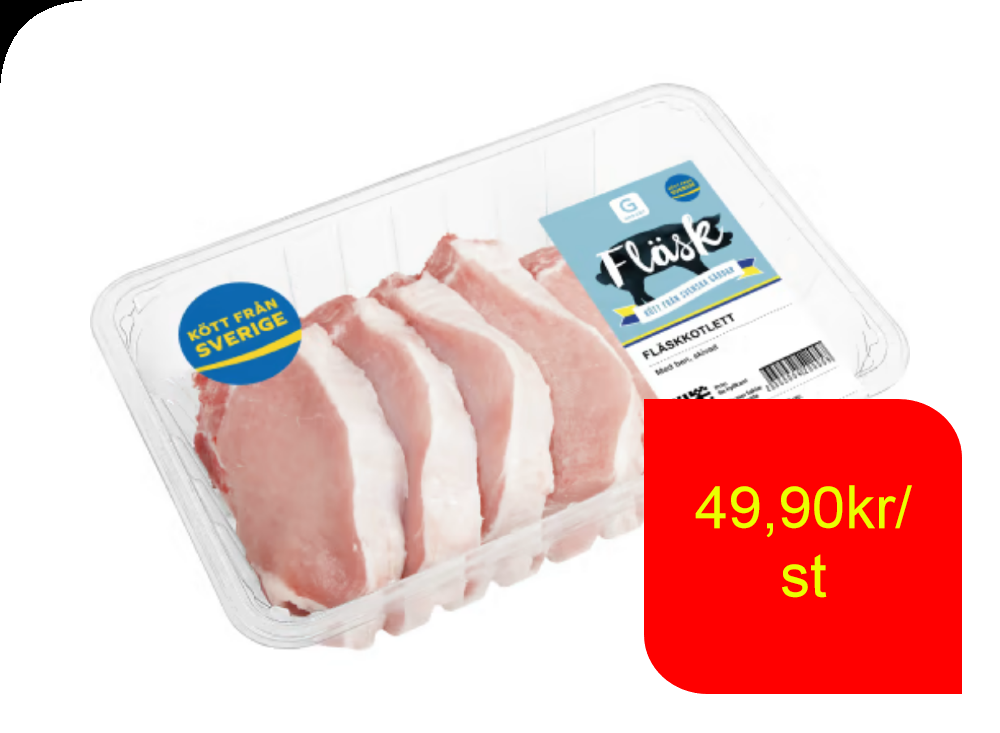 KÖTT FRÅN
SVERIGE
G
KÖTT FRÅN
SVERIGE
Fläsk
KÖTT FRÅN SVENSKA GÅRDAR
FLÄSKKOTLETT
Med ben, skivad
49,90kr/
st